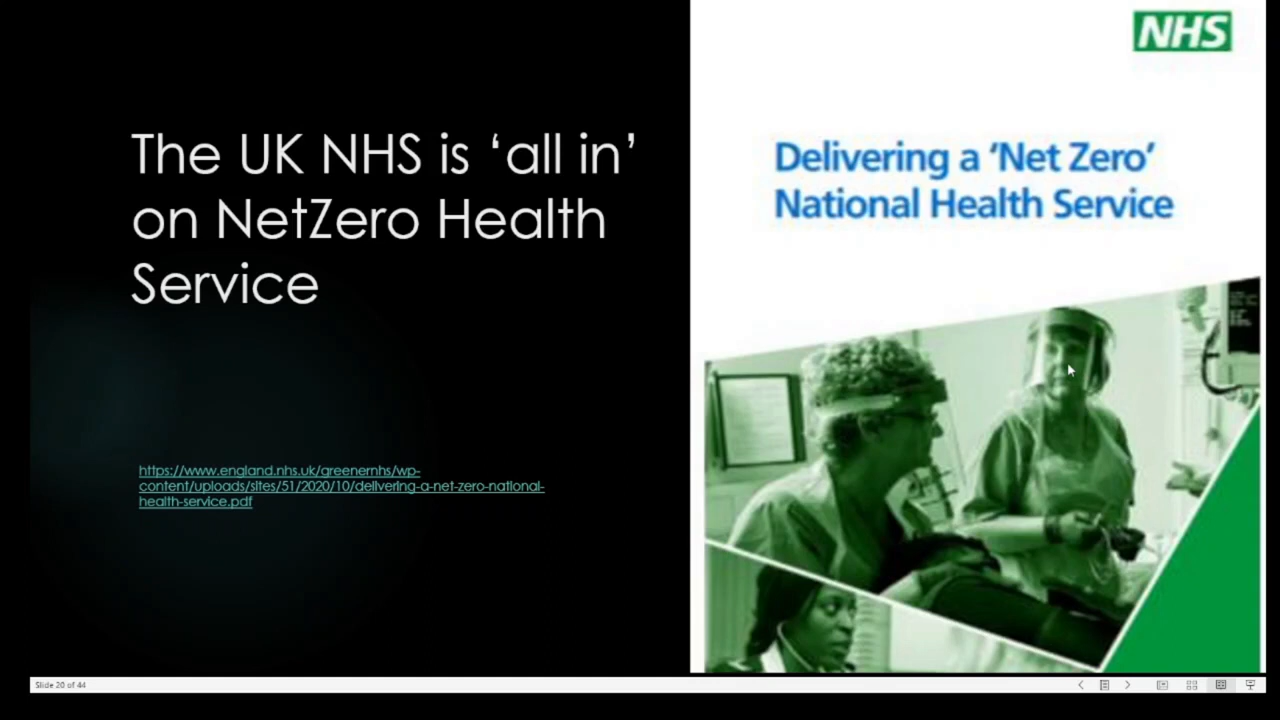 NHS
The UK NHS is ‘all in’
on NetZero Health
Service
Delivering a ‘Net Zero’
National Health Service
https://www.england.nhs.uk/greenernhs/wp-
content/uploads/sites/51/2020/10/delivering-a-net-zero-national-
health-service.pdf
Slide 20 of 44